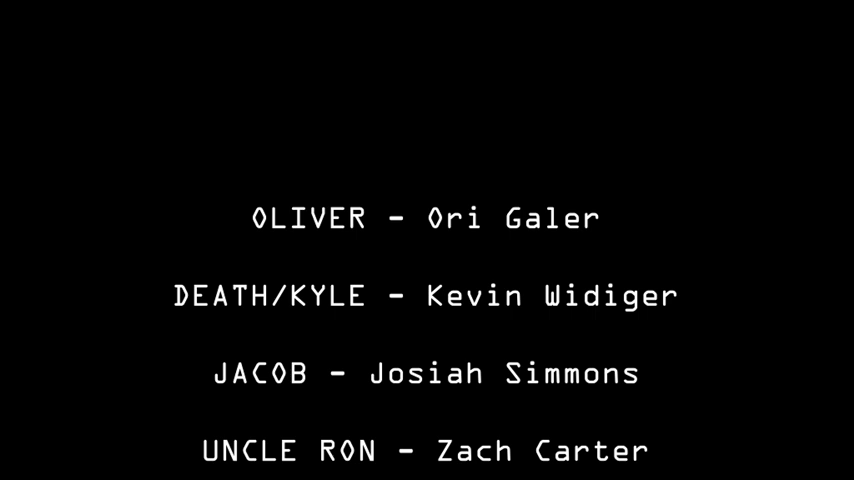 OLIVER - Ori Galer
DEATH/KYLE - Kevin Widiger
JACOB - Josiah Simmons
UNCLE RON - Zach Carter